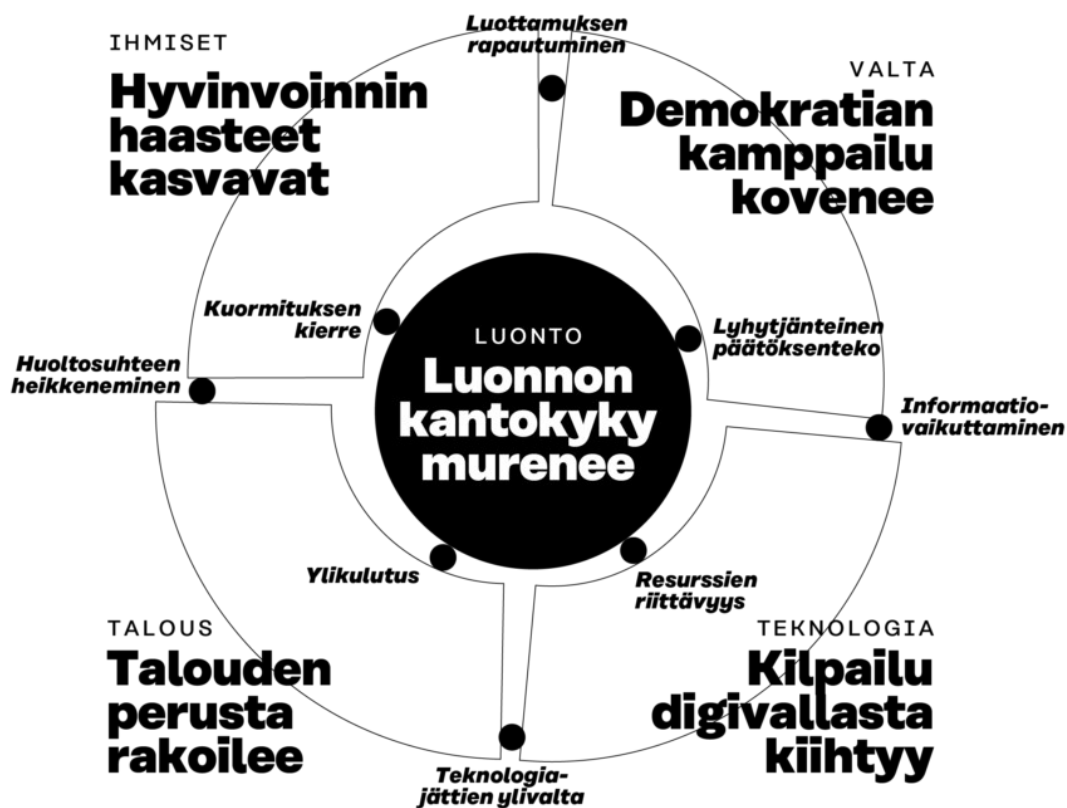 IHMISET
Hyvinvoinnin
haasteet
kasvavat
Luottamuksen
rapautuminen
VALTA
Demokratian
kamppailu
kovenee
Kuormituksen
kierre
Huoltosuhteen
heikkeneminen
LUONTO
Luonnon
kantokyky
murenee
Lyhytjänteinen
päätöksenteko
Informaatio-
vaikuttaminen
Ylikulutus
Resurssien
riittävyys
TALOUS
Talouden
perusta
rakoilee
TEKNOLOGIA
Kilpailu
digivallasta
kiihtyy
Teknologia-
jättien ylivalta